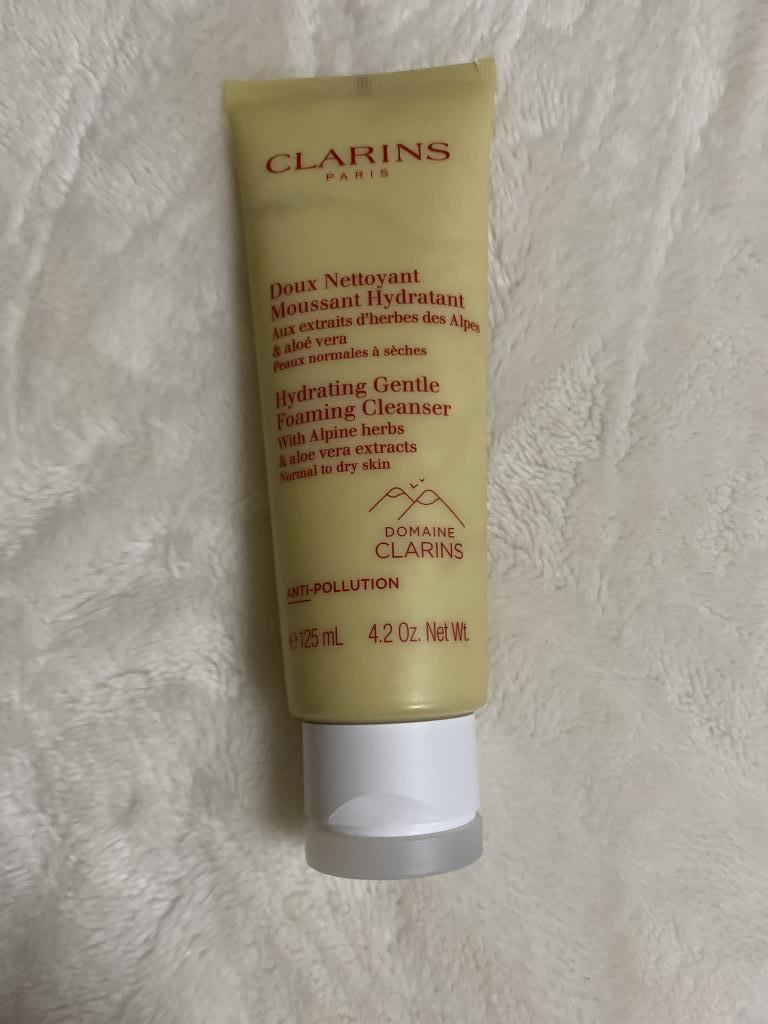 CLARINS
PARIS
Doux Nettoyant
Moussant Hydratant
Aux extraits d'herbes des Alpes
& aloé vera
Peaux normales à sèches
Hydrating Gentle
Foaming Cleanser
With Alpine herbs
& aloe vera extracts
Normal to dry skin
DOMAINE
CLARINS
ANTI-POLLUTION
℮125 mL 4.2 Oz. Net Wt.